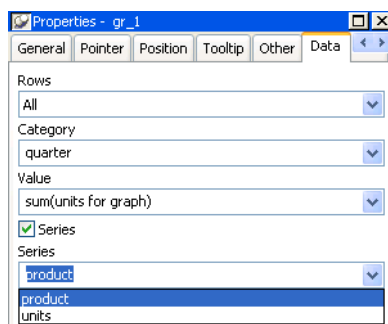 Properties - gr_1
General Pointer Position Tooltip Other Data
Rows
All
Category
quarter
Value
sum(units for graph)
Series
Series
product
product
units